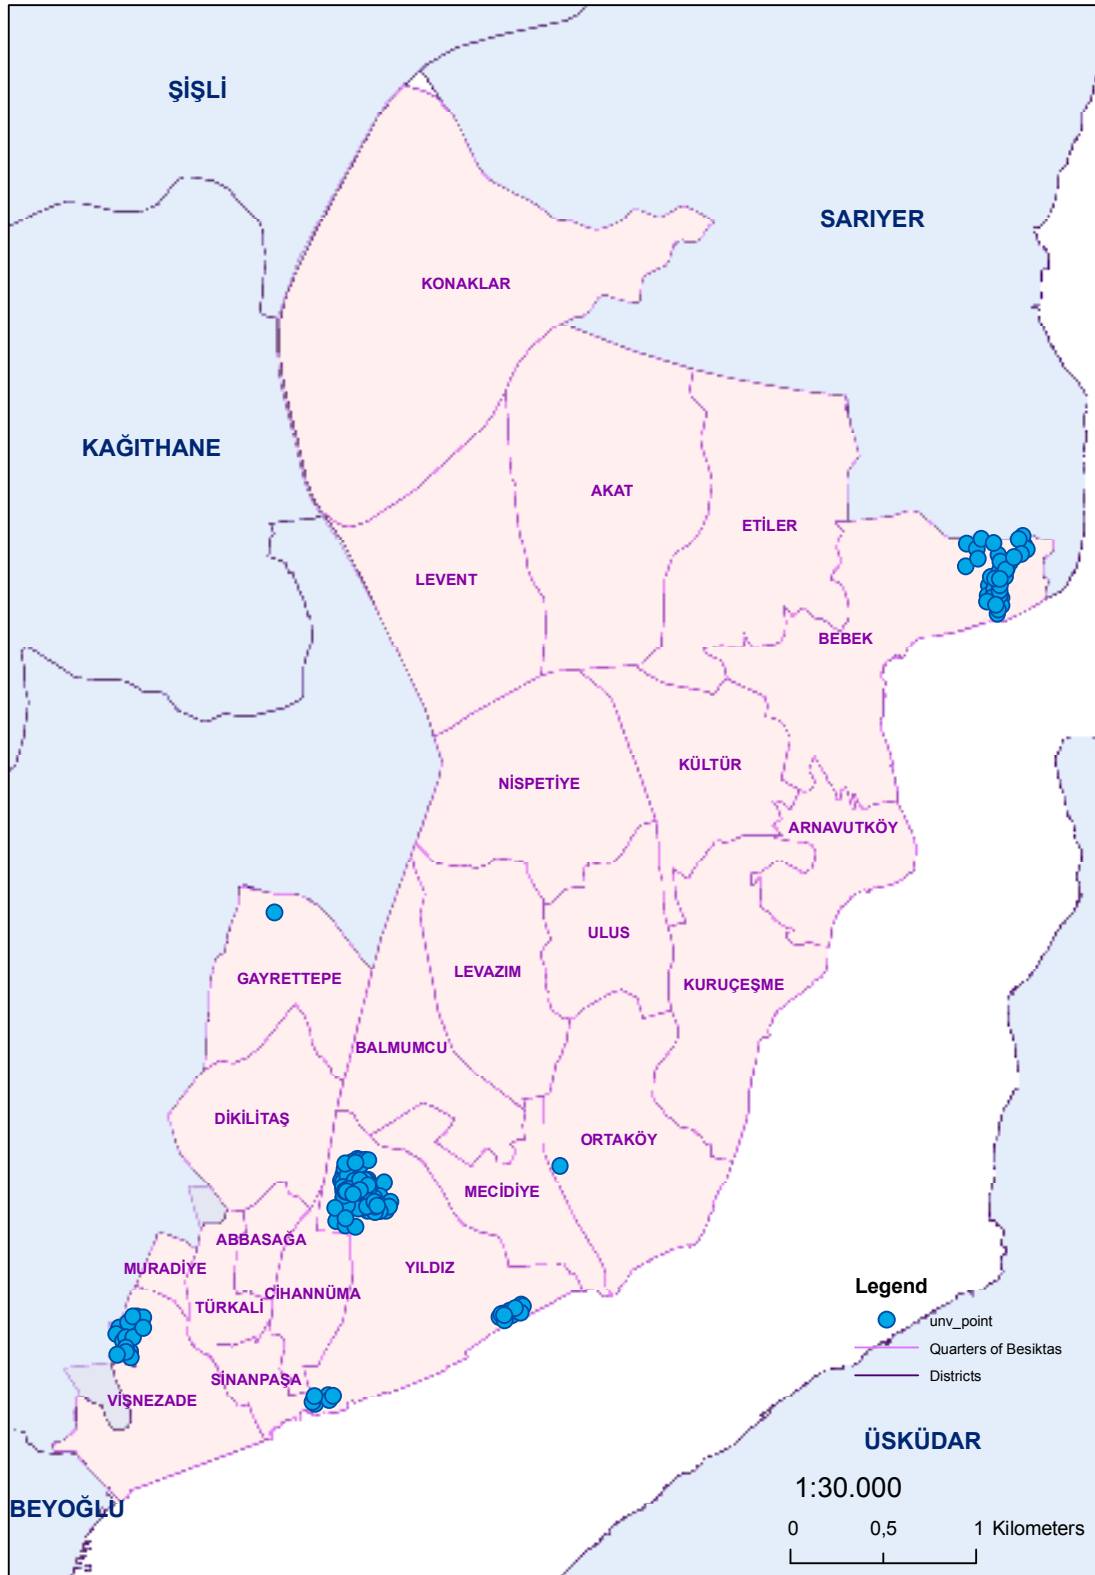 ŞİŞLİ
SARIYER
KONAKLAR
KAĞITHANE
AKAT
ETİLER
LEVENT
BEBEK
KÜLTÜR
NİSPETİYE
ARNAVUTKÖY
ULUS
LEVAZIM
GAYRETTEPE
KURUÇEŞME
BALMUMCU
DİKİLİTAŞ
ORTAKÖY
MECİDİYE
ABBASAĞA
MURADİYE
YILDIZ
CİHANNÜMA
TÜRKALİ
SİNANPAŞA
VİŞNEZADE
Legend
unv_point
Quarters of Besiktas
Districts
ÜSKÜDAR
BEYOĞLU
1:30.000
0 0,5 1 Kilometers